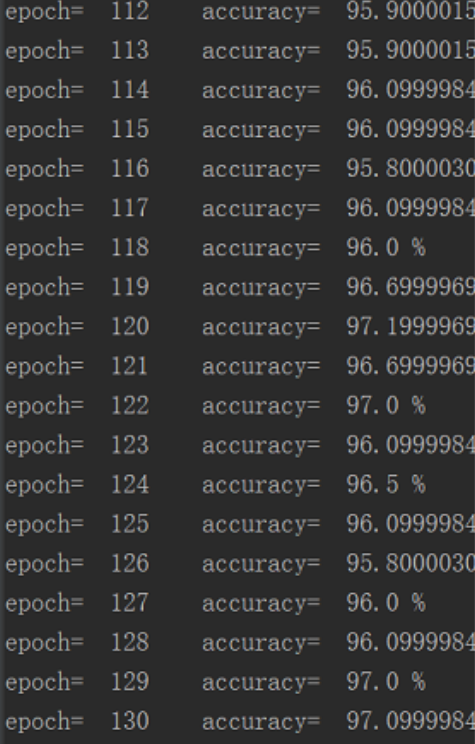 epoch= 112 accuracy= 95.9000015
epoch= 113 accuracy= 95.9000015
epoch= 114 accuracy= 96.0999984
epoch= 115 accuracy= 96.0999984
epoch= 116 accuracy= 95.8000030
epoch= 117 accuracy= 96.0999984
epoch= 118 accuracy= 96.0 %
epoch= 119 accuracy= 96.6999969
epoch= 120 accuracy= 97.1999969
epoch= 121 accuracy= 96.6999969
epoch= 122 accuracy= 97.0 %
epoch= 123 accuracy= 96.0999984
epoch= 124 accuracy= 96.5 %
epoch= 125 accuracy= 96.0999984
epoch= 126 accuracy= 95.8000030
epoch= 127 accuracy= 96.0 %
epoch= 128 accuracy= 96.0999984
epoch= 129 accuracy= 97.0 %
epoch= 130 accuracy= 97.0999984